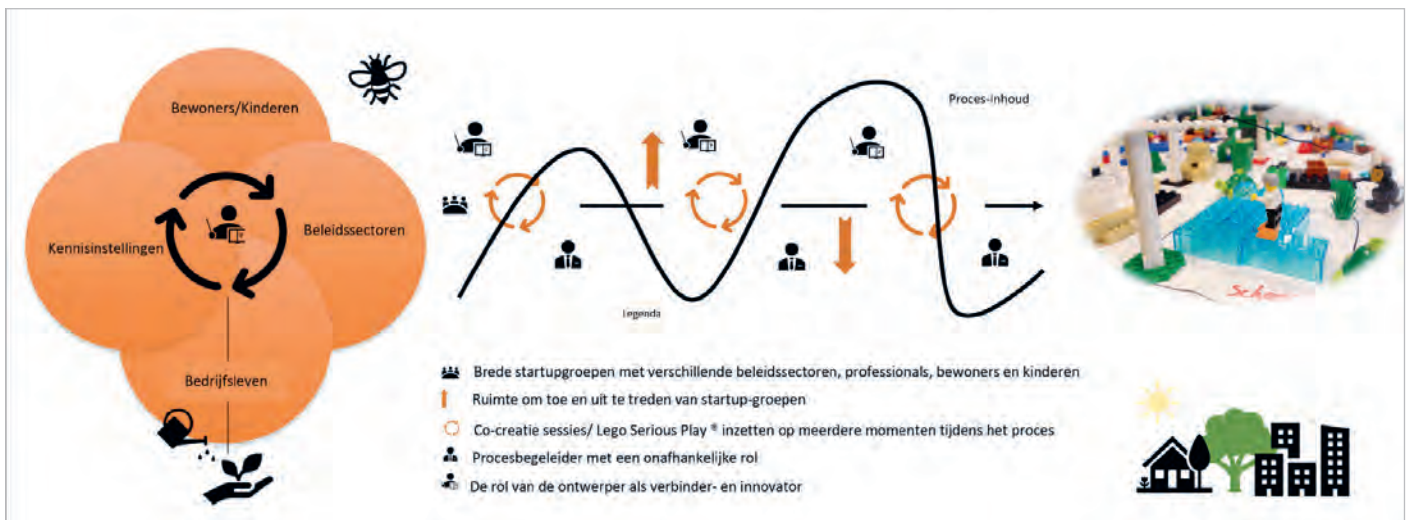 Bewoners/Kinderen
Kennisinstellingen
Beleidssectoren
Bedrijfsleven
Proces-Inhoud
Legenda
Brede startupgroepen met verschillende beleidssectoren, professionals, bewoners en kinderen
Ruimte om toe en uit te treden van startup-groepen
Co-creatie sessies/ Lego Serious Play ® inzetten op meerdere momenten tijdens het proces
Procesbegeleider met een onafhankelijke rol
De rol van de ontwerper als verbinder- en innovator